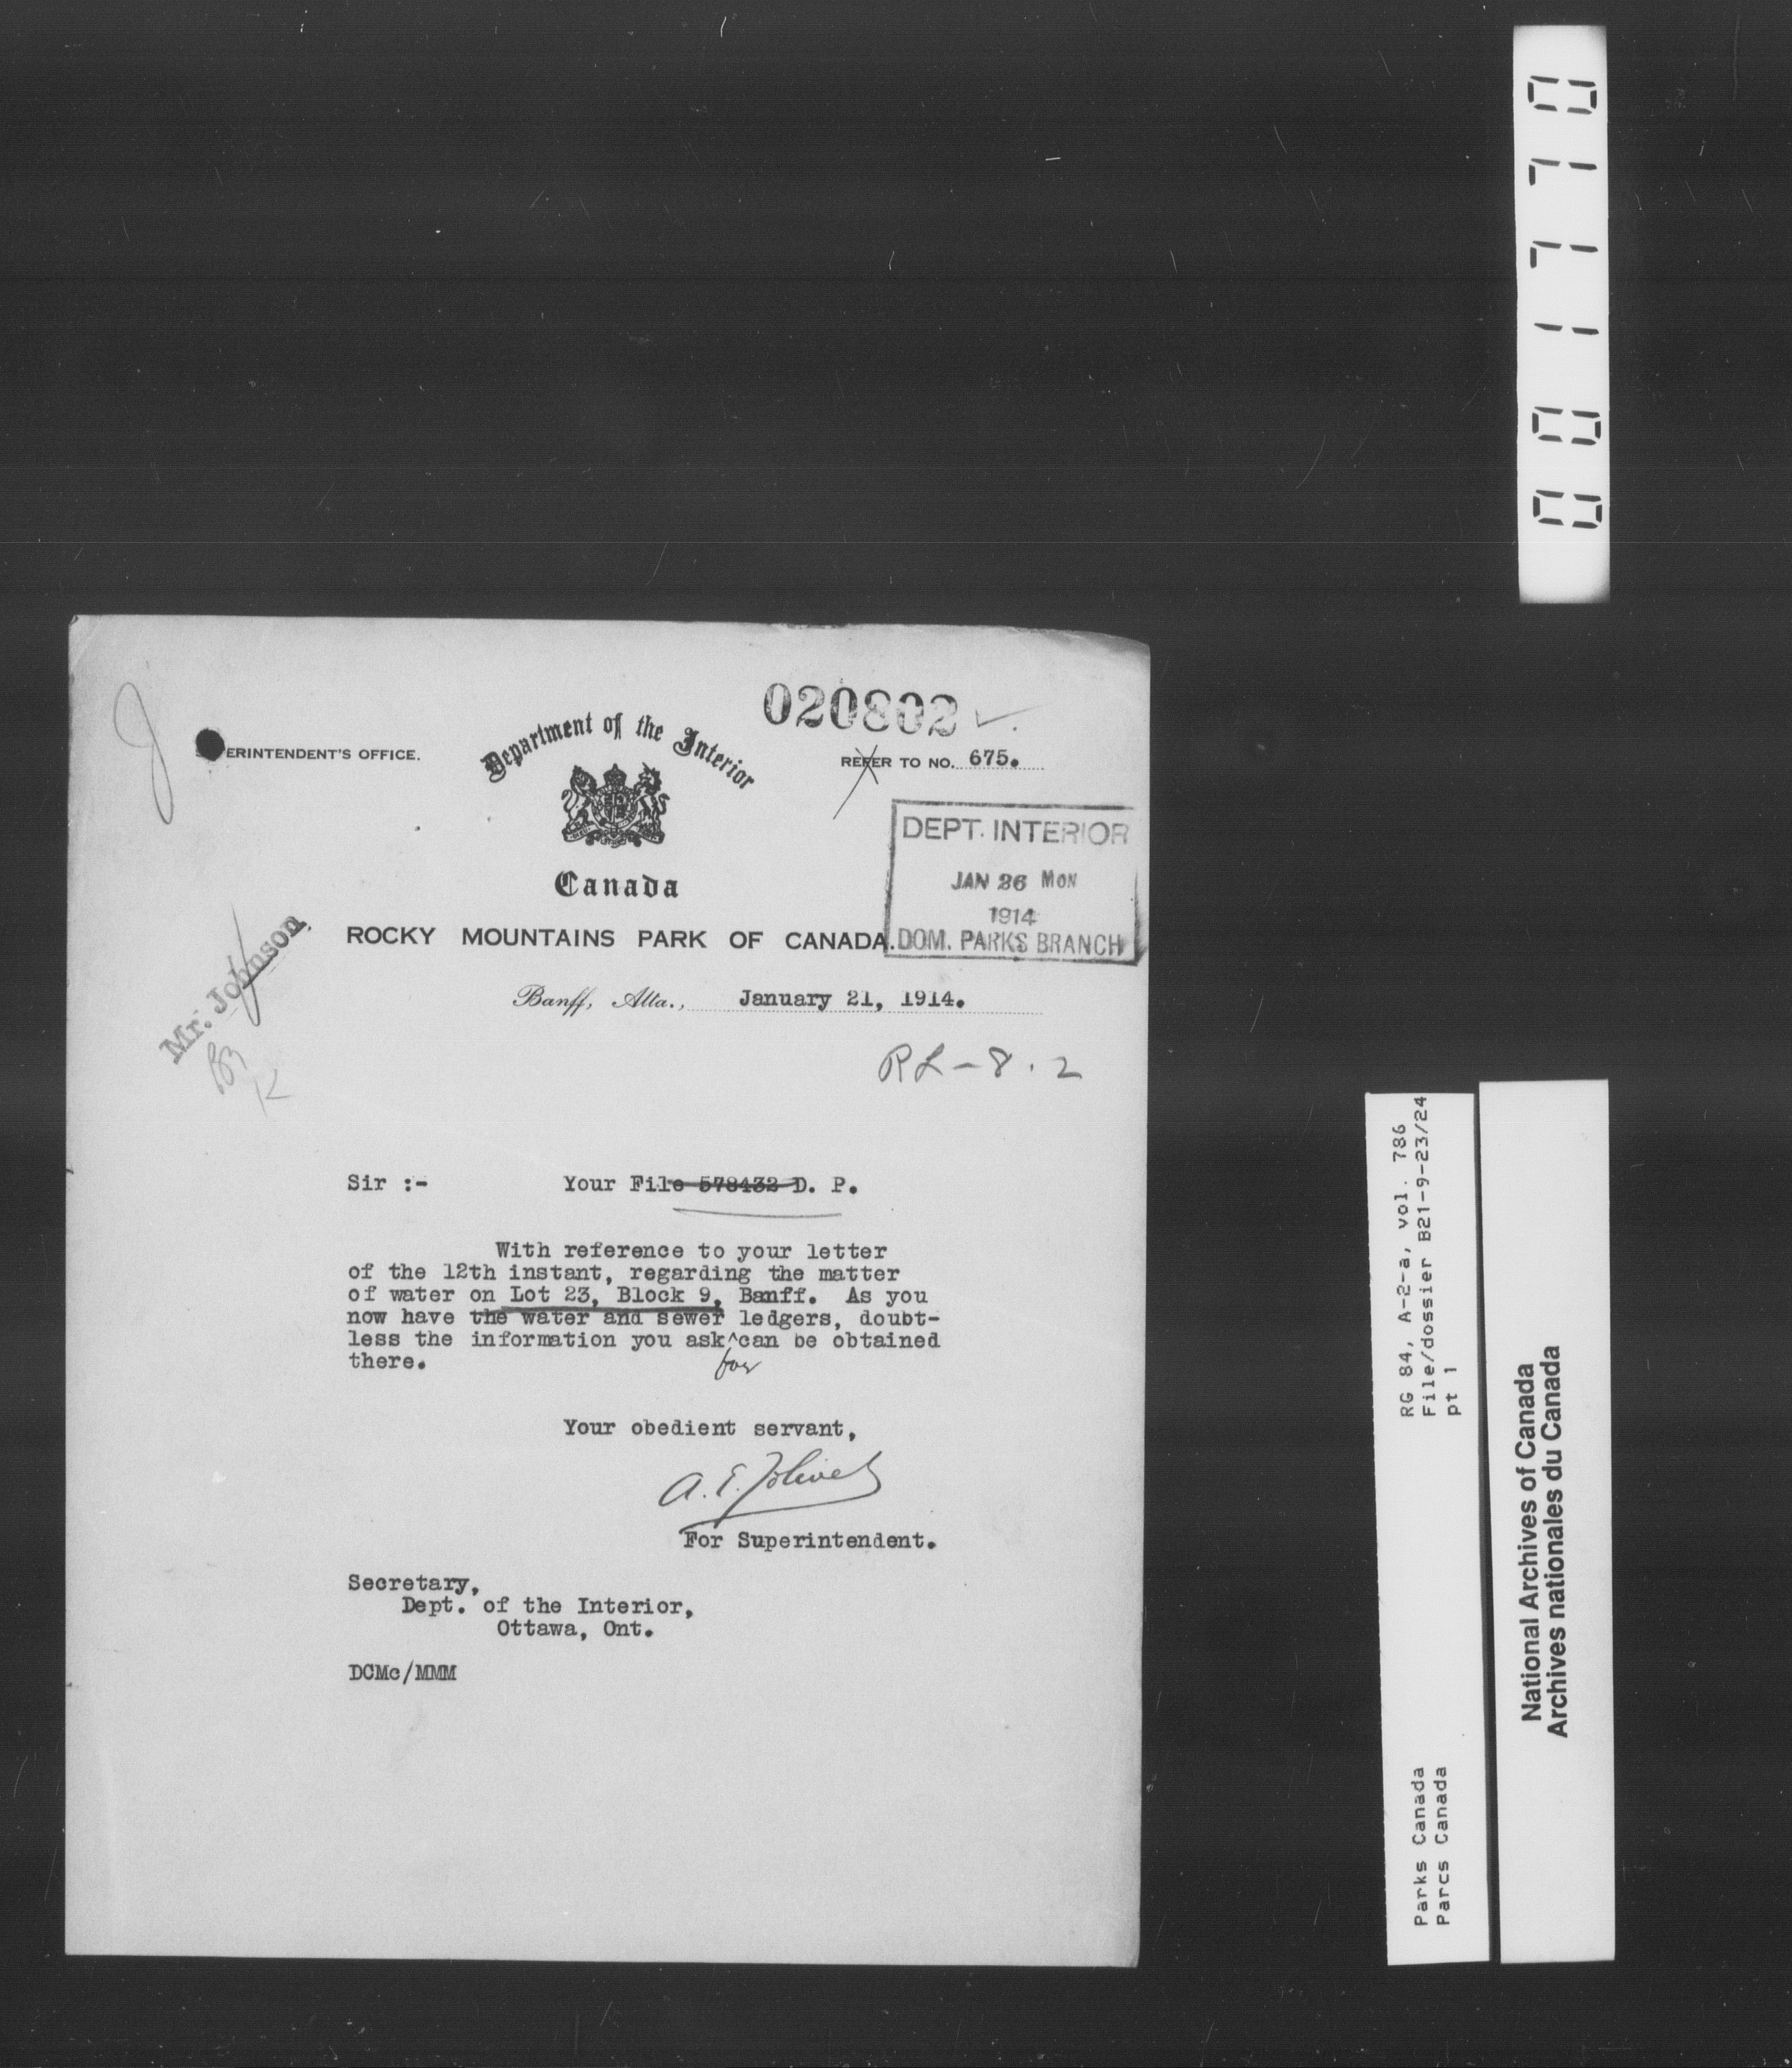 001770
020802
SUPERINTENDENT'S OFFICE.
Department of the Interior
REFER TO NO. 675.
DEPT. INTERIOR
JAN 26 MON
1914
DOM. PARKS BRANCH
Canada
ROCKY MOUNTAINS PARK OF CANADA.
Mr. Johnson.
Banff, Alta., January 21, 1914.
RL-8.2
Sir :- Your File 578432 D. P.
With reference to your letter
of the 12th instant, regarding the matter
of water on Lot 23, Block 9, Banff. As you
now have the water and sewer ledgers, doubt-
less the information you ask ^ can be obtained
for
there.
Your obedient servant,
A. E. Jolivet
For Superintendent.
Secretary,
Dept. of the Interior,
Ottawa, Ont.
DCMc/MMM
RG 84, A-2-a, vol. 786
File/dossier B21-9-23/24
pt 1
Parks Canada
Parcs Canada
National Archives of Canada
Archives nationales du Canada